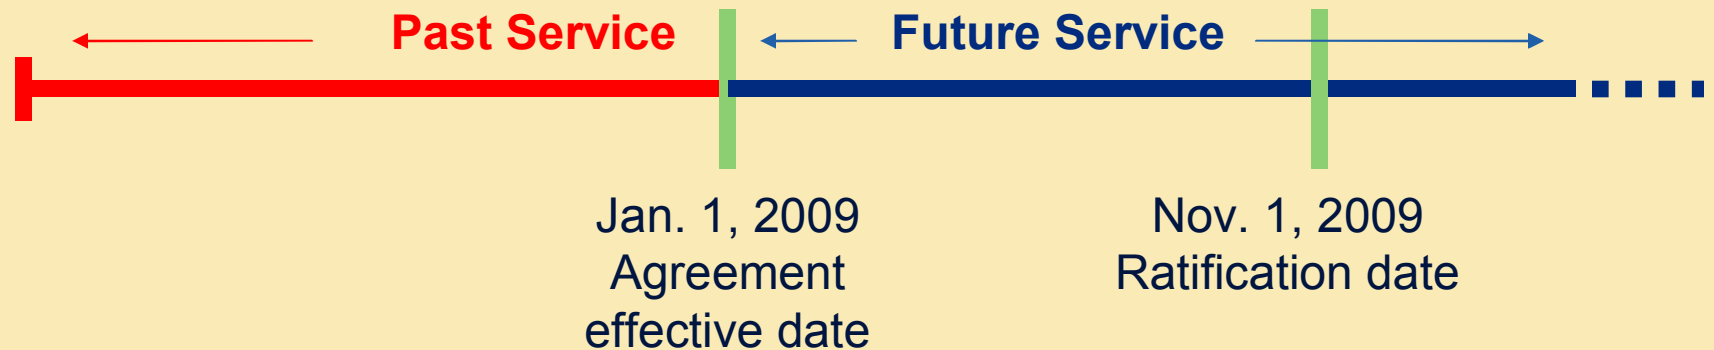 Past Service
Future Service
Jan. 1, 2009
Agreement
effective date
Nov. 1, 2009
Ratification date